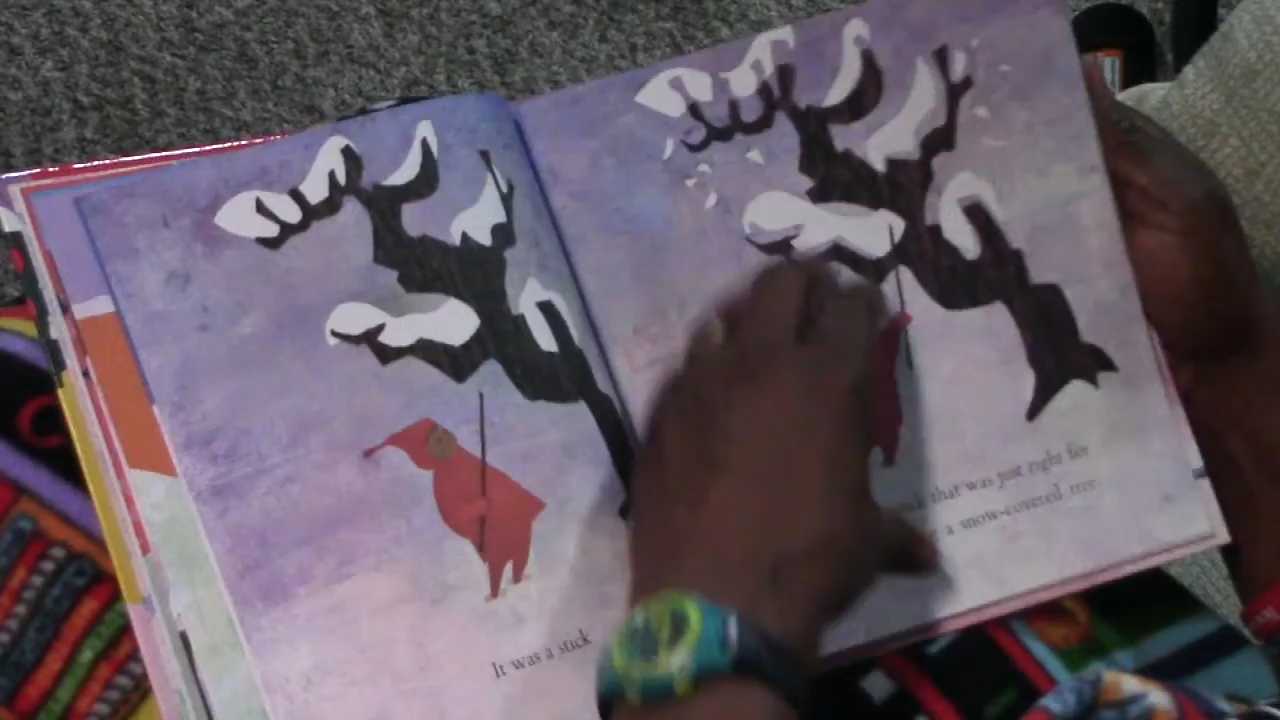 It was a stick
that was just right for
a snow-covered tree